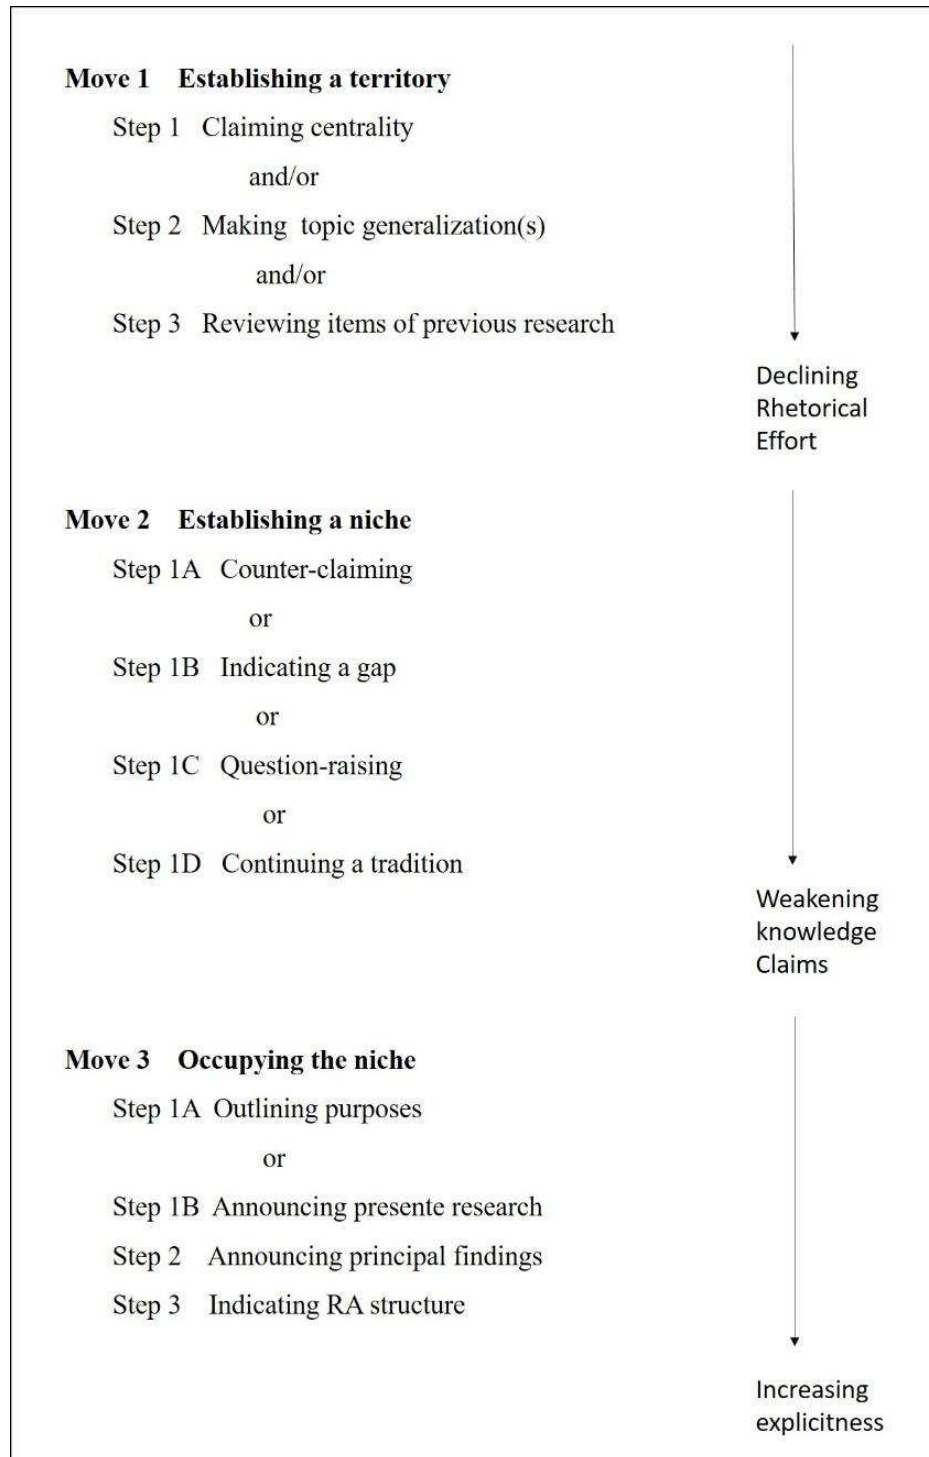 Move 1 Establishing a territory
Step 1 Claiming centrality
and/or
Step 2 Making topic generalization(s)
and/or
Step 3 Reviewing items of previous research
Declining
Rhetorical
Effort
Move 2 Establishing a niche
Step 1A Counter-claiming
or
Step 1B Indicating a gap
or
Step 1C Question-raising
or
Step 1D Continuing a tradition
Weakening
knowledge
Claims
Move 3 Occupying the niche
Step 1A Outlining purposes
or
Step 1B Announcing presente research
Step 2 Announcing principal findings
Step 3 Indicating RA structure
Increasing
explicitness